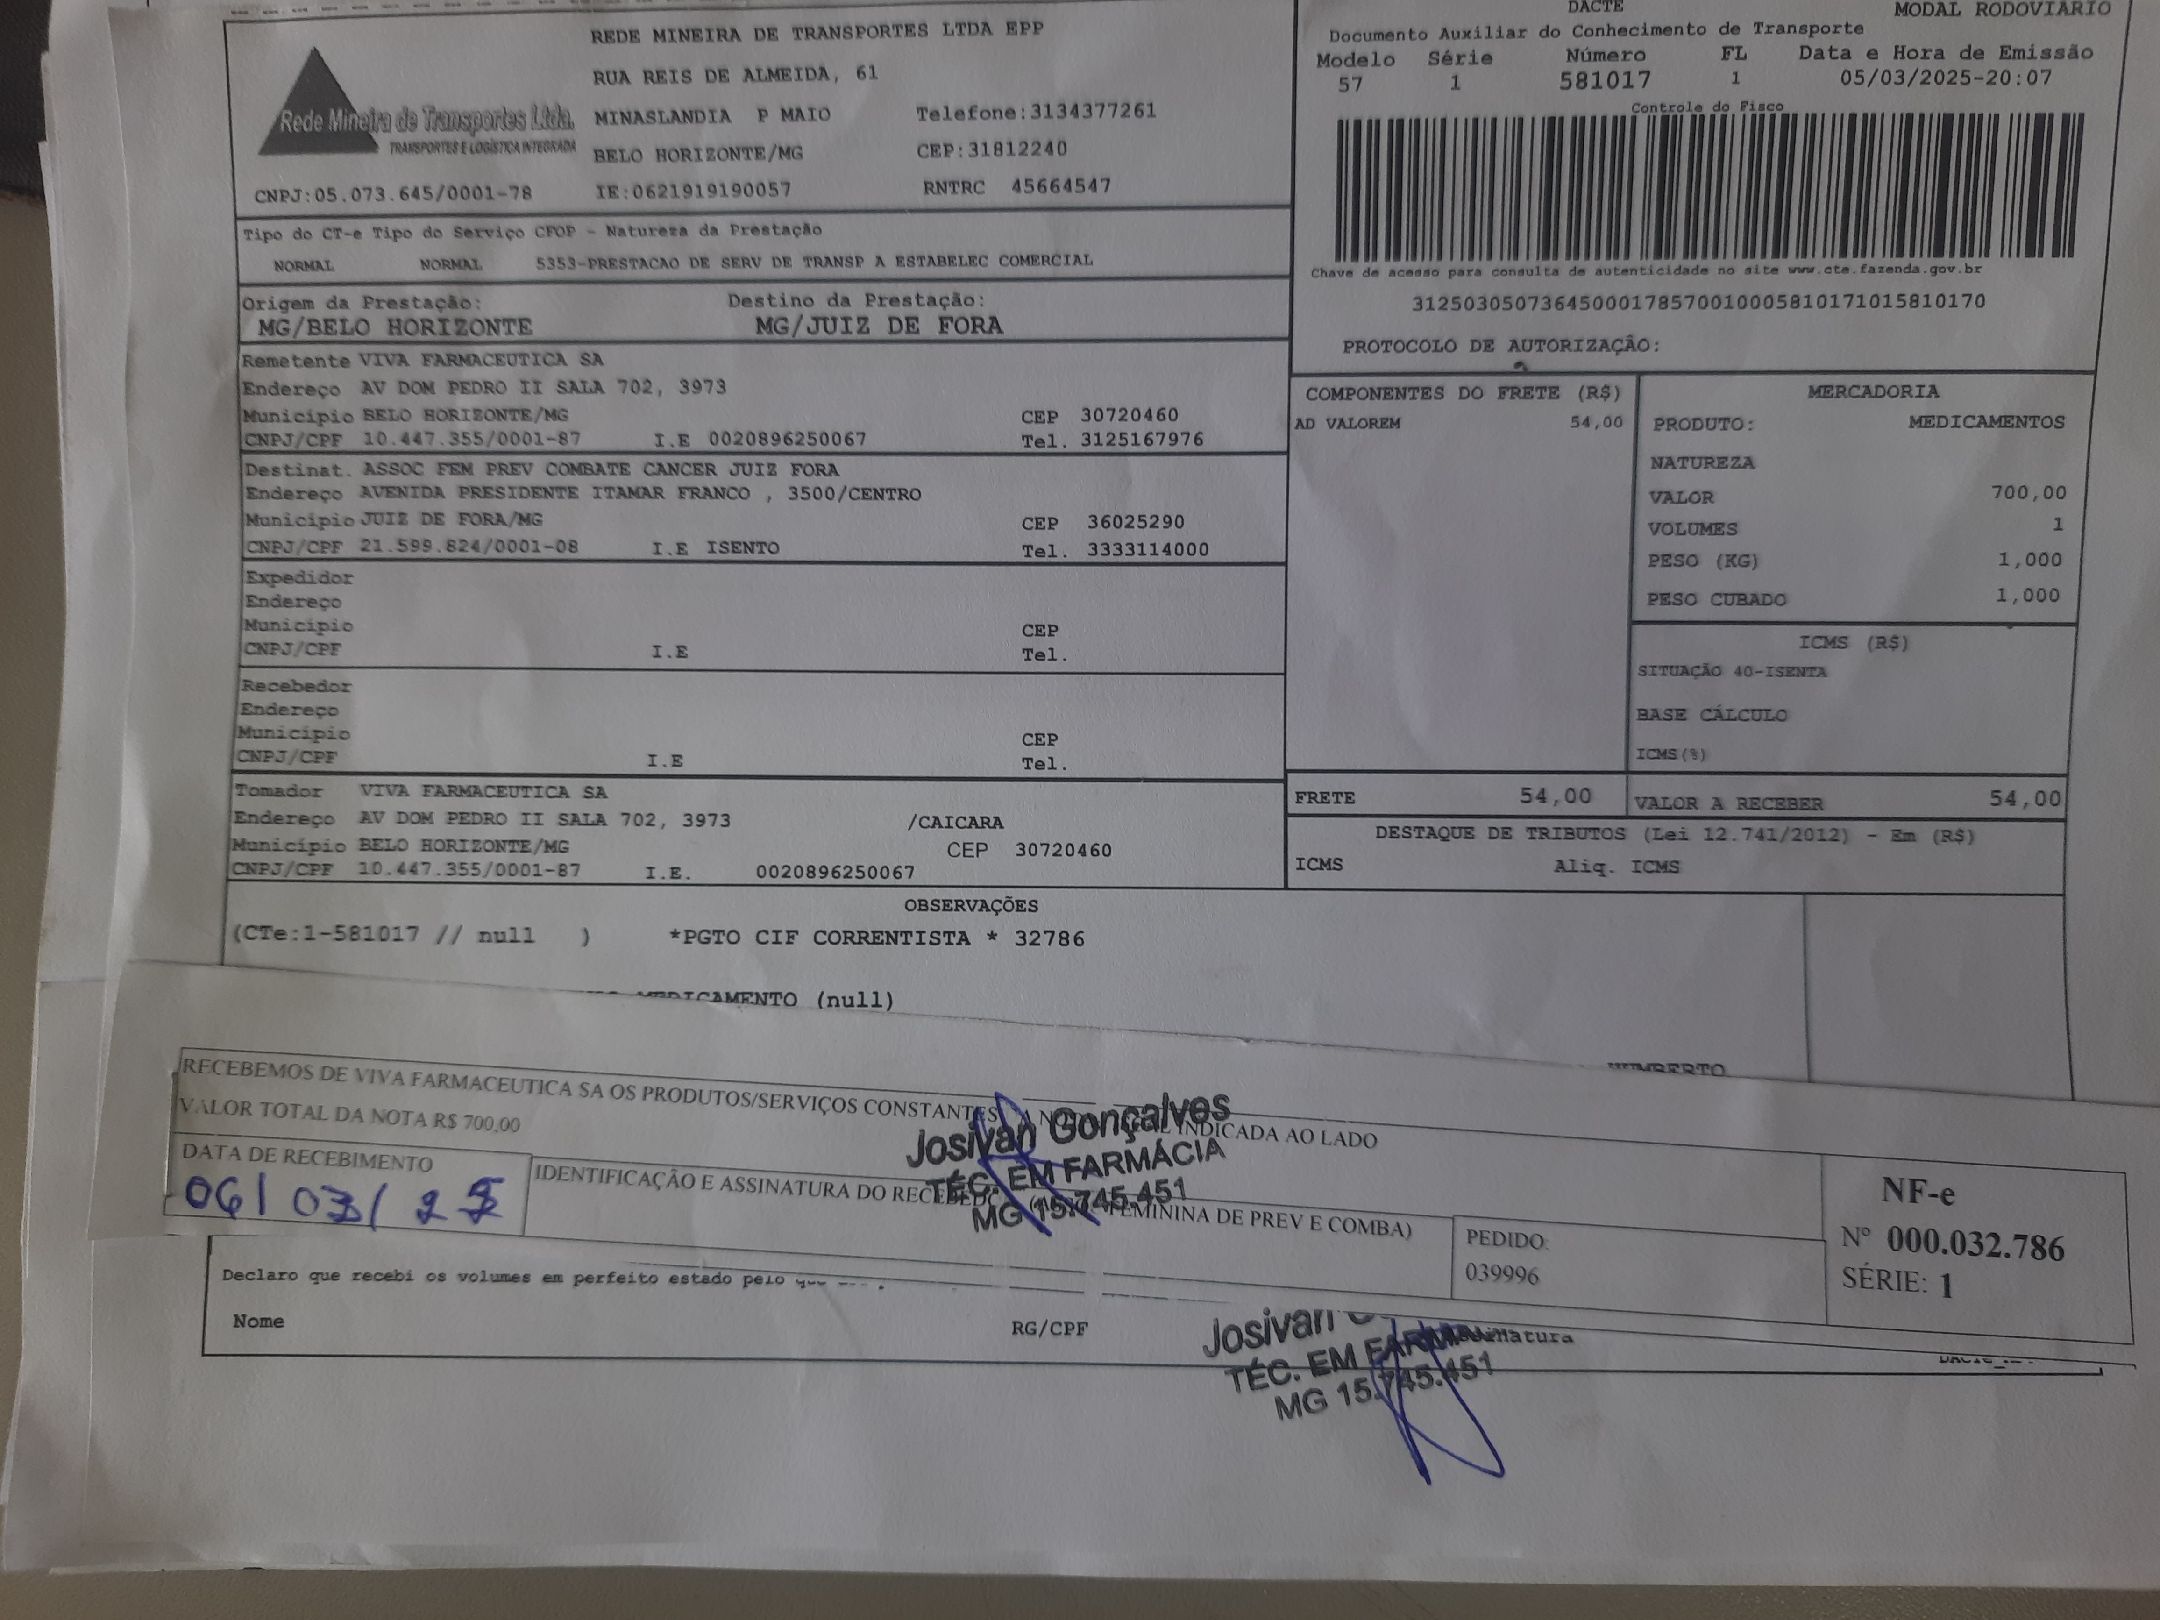 REDE MINEIRA DE TRANSPORTES LTDA EPP
RUA REIS DE ALMEIDA, 61
MINASLANDIA P MAIO Telefone:3134377261
BELO HORIZONTE/MG CEP:31812240
CNPJ:05.073.645/0001-78 IE:0621919190057 RNTRC 45664547
Rede Mineira de Transportes Ltda.
TRANSPORTES E LOGÍSTICA INTEGRADA
DACTE MODAL RODOVIÁRIO
Documento Auxiliar do Conhecimento de Transporte
Modelo Série Número FL Data e Hora de Emissão
57 1 581017 1 05/03/2025-20:07
Controle do Fisco
Chave de acesso para consulta de autenticidade no site www.cte.fazenda.gov.br
31250305073645000178570010005810171015810170
PROTOCOLO DE AUTORIZAÇÃO:
Tipo do CT-e Tipo do Serviço CFOP - Natureza da Prestação
NORMAL NORMAL 5353-PRESTACAO DE SERV DE TRANSP A ESTABELEC COMERCIAL
Origem da Prestação: Destino da Prestação:
MG/BELO HORIZONTE MG/JUIZ DE FORA
Remetente VIVA FARMACEUTICA SA
Endereço AV DOM PEDRO II SALA 702, 3973
Município BELO HORIZONTE/MG CEP 30720460
CNPJ/CPF 10.447.355/0001-87 I.E 0020896250067 Tel. 3125167976
Destinat. ASSOC FEM PREV COMBATE CANCER JUIZ FORA
Endereço AVENIDA PRESIDENTE ITAMAR FRANCO , 3500/CENTRO
Município JUIZ DE FORA/MG CEP 36025290
CNPJ/CPF 21.599.824/0001-08 I.E ISENTO Tel. 3333114000
Expedidor
Endereço
Município CEP
CNPJ/CPF I.E Tel.
Recebedor
Endereço
Município CEP
CNPJ/CPF I.E Tel.
Tomador VIVA FARMACEUTICA SA
Endereço AV DOM PEDRO II SALA 702, 3973 /CAICARA
Município BELO HORIZONTE/MG CEP 30720460
CNPJ/CPF 10.447.355/0001-87 I.E. 0020896250067
COMPONENTES DO FRETE (R$)
AD VALOREM 54,00
MERCADORIA
PRODUTO: MEDICAMENTOS
NATUREZA
VALOR 700,00
VOLUMES 1
PESO (KG) 1,000
PESO CUBADO 1,000
ICMS (R$)
SITUAÇÃO 40-ISENTA
BASE CÁLCULO
ICMS(%)
FRETE 54,00 VALOR A RECEBER 54,00
DESTAQUE DE TRIBUTOS (Lei 12.741/2012) - Em (R$)
ICMS Aliq. ICMS
OBSERVAÇÕES
(CTe:1-581017 // null ) *PGTO CIF CORRENTISTA * 32786
MEDICAMENTO (null)
HUMBERTO
RECEBEMOS DE VIVA FARMACEUTICA SA OS PRODUTOS/SERVIÇOS CONSTANTES INDICADA AO LADO
VALOR TOTAL DA NOTA R$ 700,00
DATA DE RECEBIMENTO
06/03/25
IDENTIFICAÇÃO E ASSINATURA DO FEMININA DE PREV E COMBA)
Josivan Gonçalves
TÉC. EM FARMÁCIA
MG 15.745.451
PEDIDO:
039996
NF-e
Nº 000.032.786
SÉRIE: 1
Declaro que recebi os volumes em perfeito estado pelo que
Nome RG/CPF
Josivan
TÉC. EM
MG 15.745.451